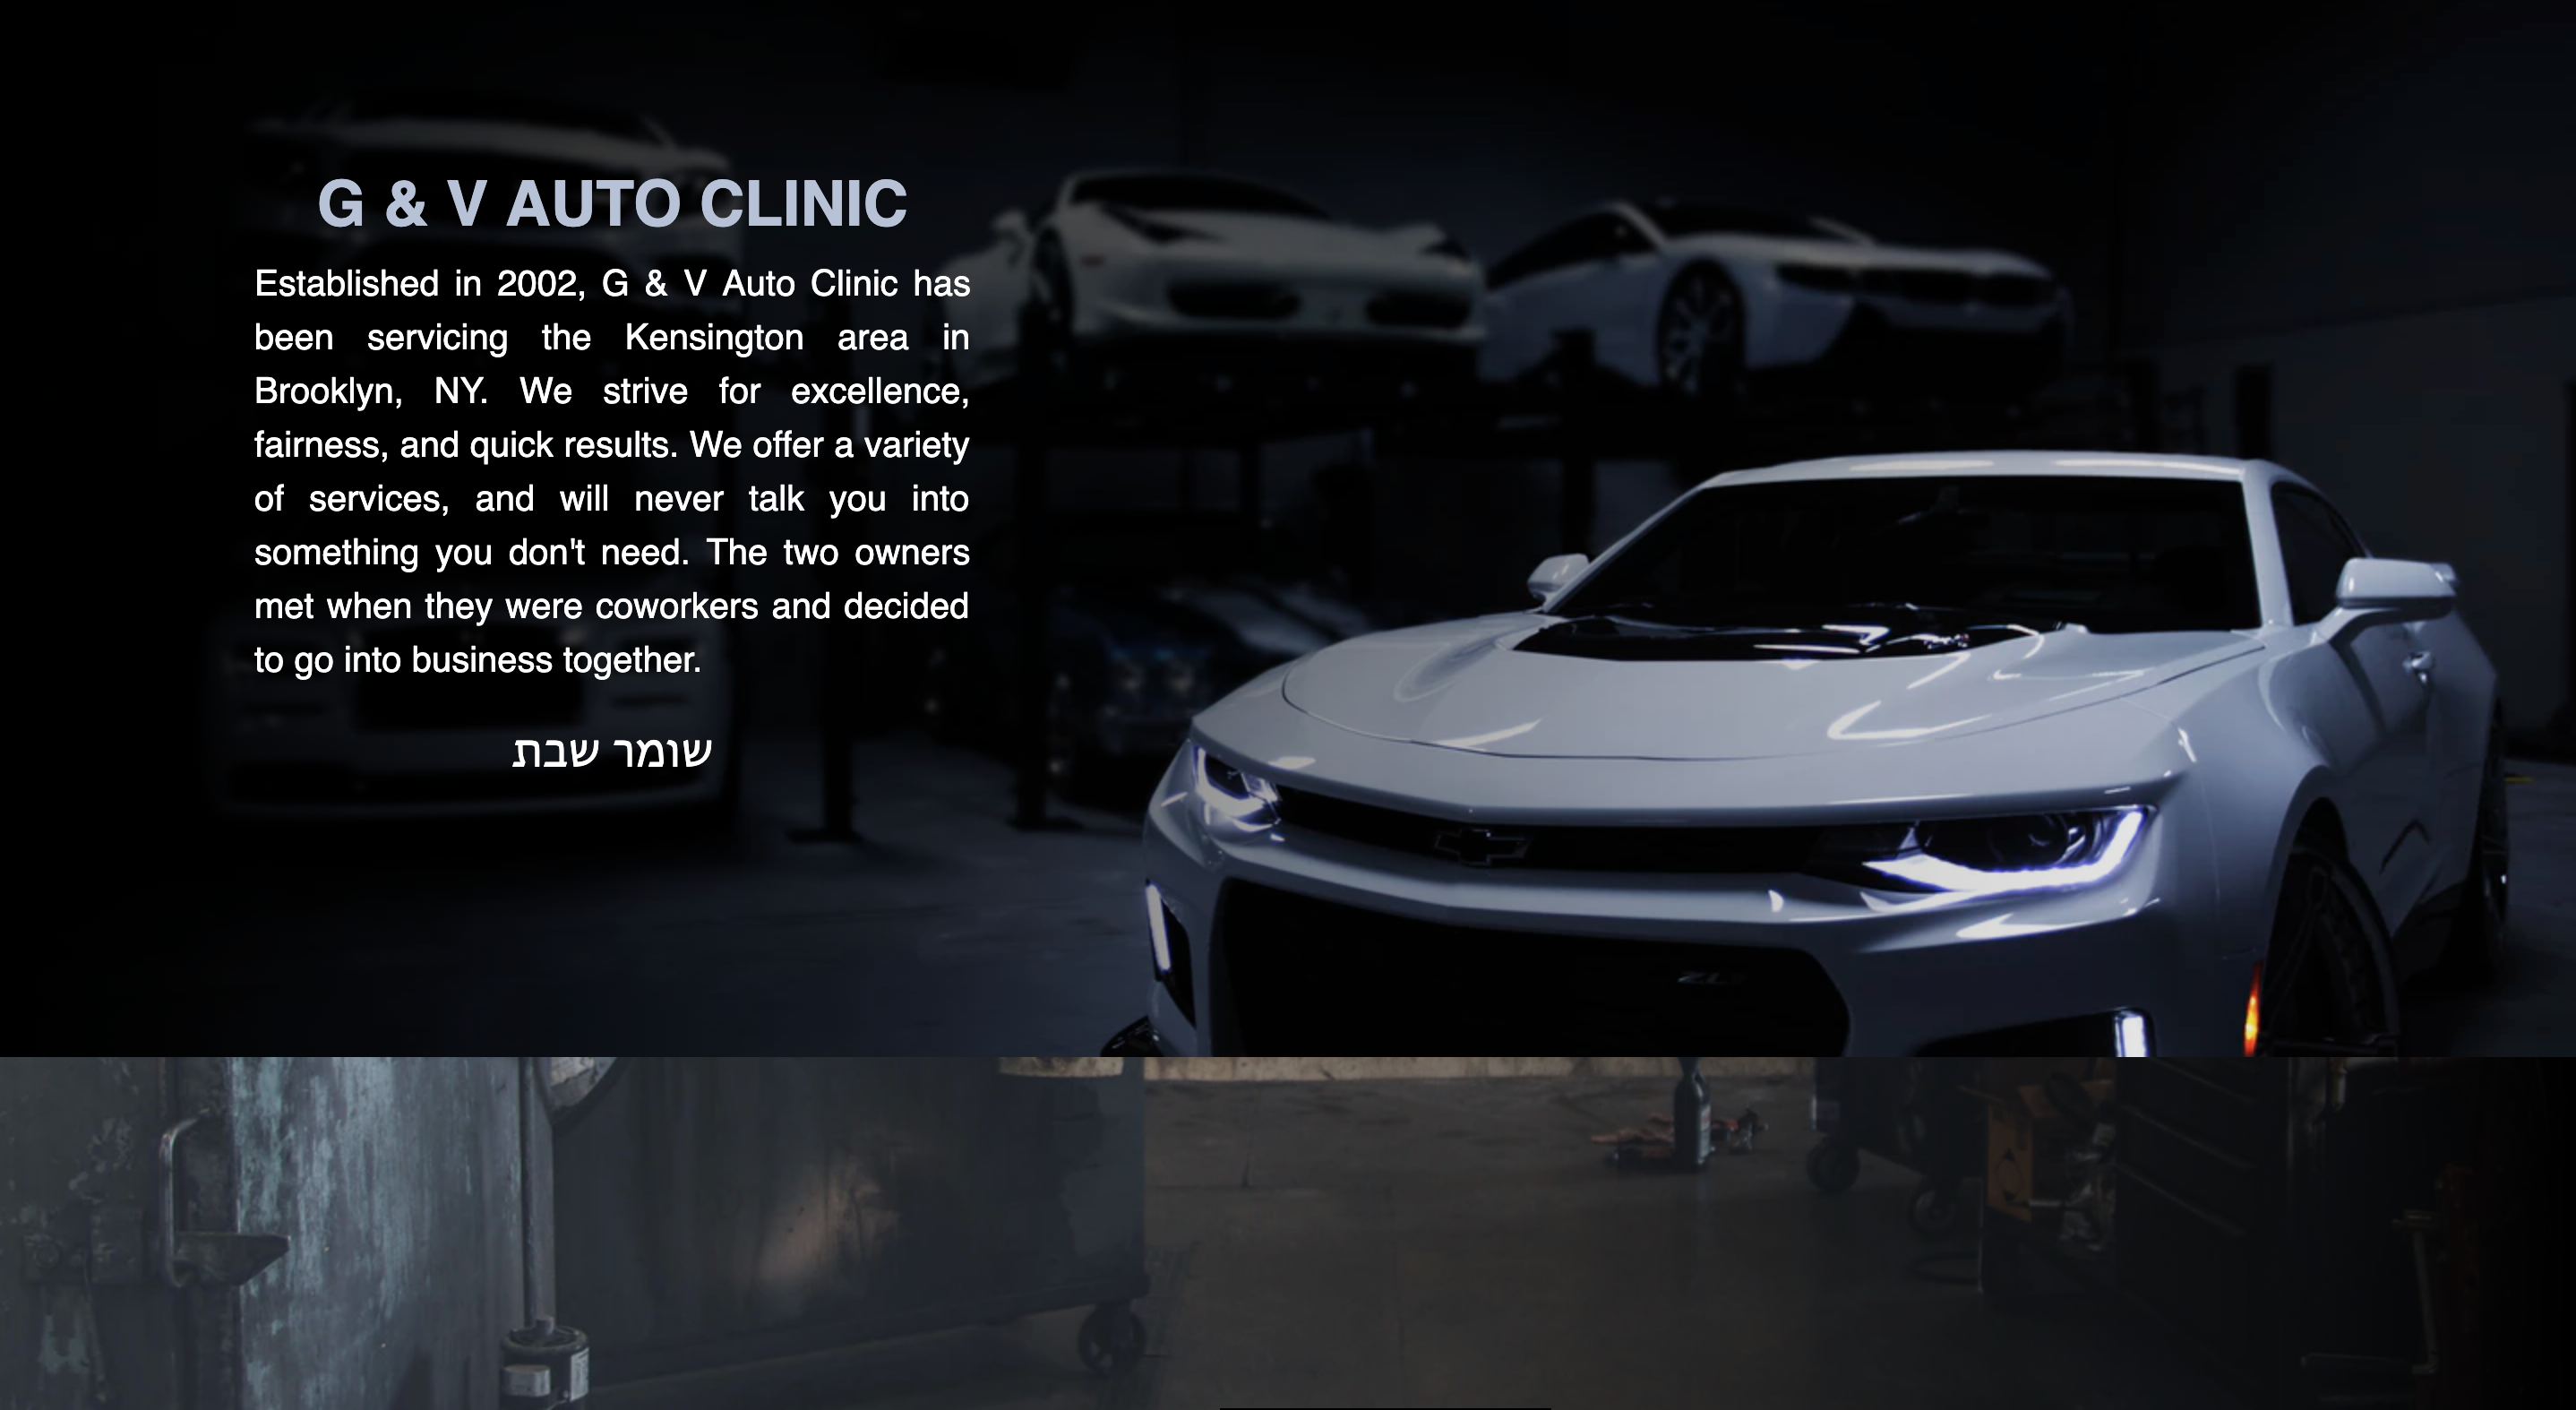 G & V AUTO CLINIC
Established in 2002, G & V Auto Clinic has
been servicing the Kensington area in
Brooklyn, NY. We strive for excellence,
fairness, and quick results. We offer a variety
of services, and will never talk you into
something you don't need. The two owners
met when they were coworkers and decided
to go into business together.
שומר שבת